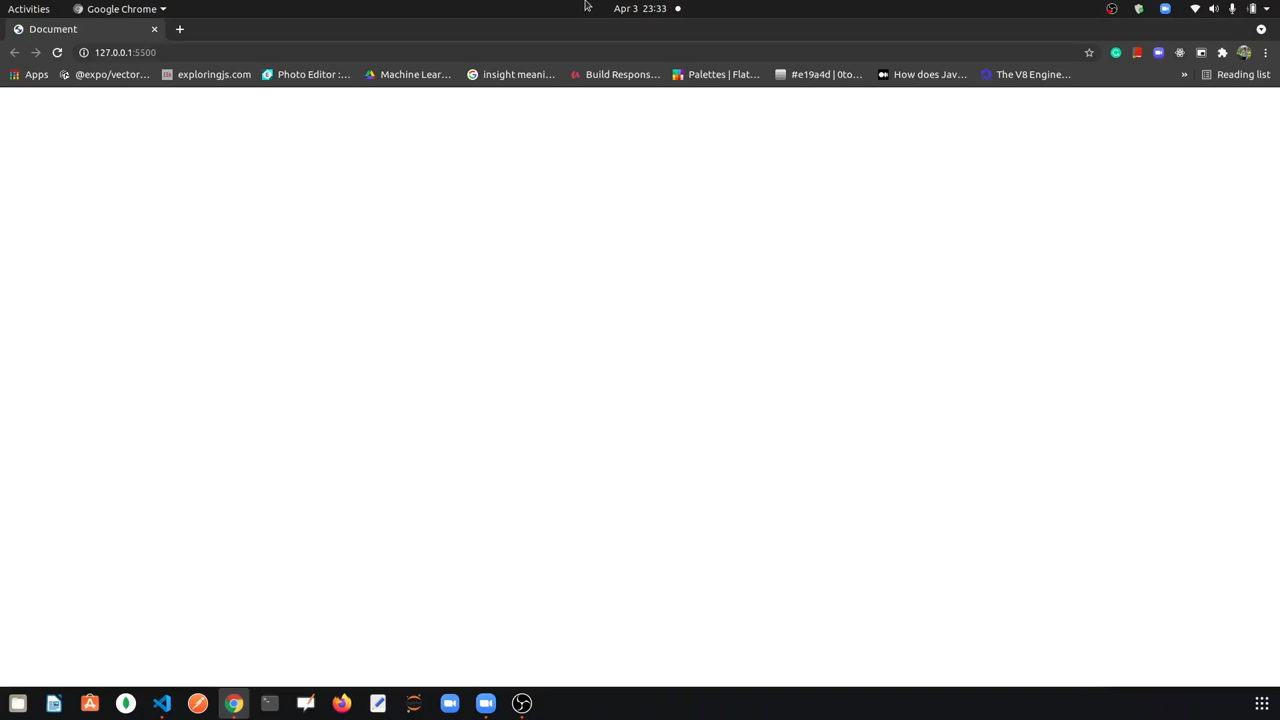 Activities Google Chrome Apr 3 23:33
Document
127.0.0.1:5500
Apps @expo/vector... exploringjs.com Photo Editor :... Machine Lear... insight meani... Build Respons... Palettes | Flat... #e19a4d | 0to... How does Jav... The V8 Engine... » Reading list